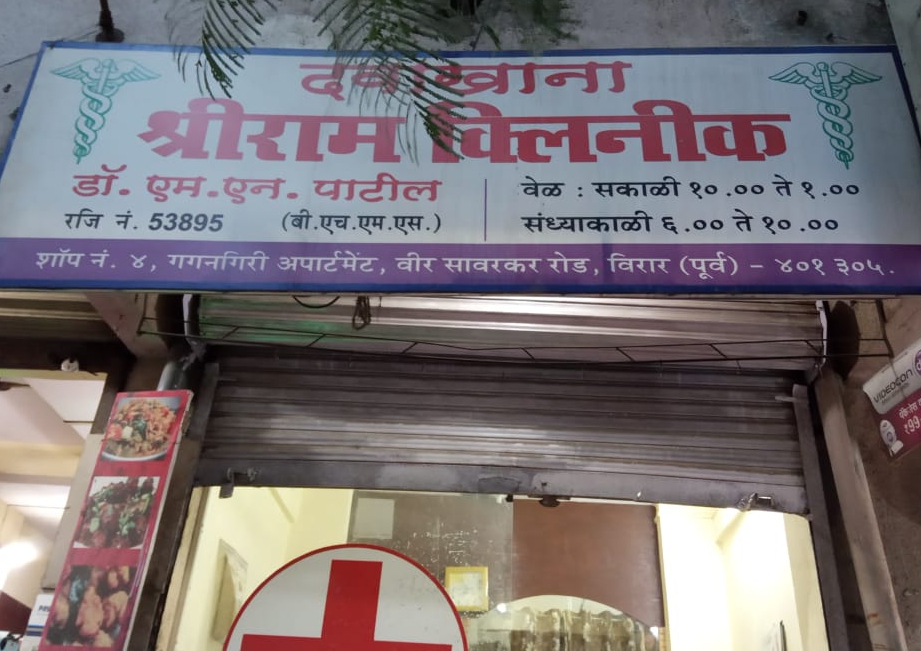 दवाखाना
श्रीराम क्लिनीक
डॉ. एम.एन. पाटील
रजि नं. 53895 (बी.एच.एम.एस.)
वेळ : सकाळी १०.०० ते १.००
संध्याकाळी ६.०० ते १०.००
शॉप नं. ४, गगनगिरी अपार्टमेंट, वीर सावरकर रोड, विरार (पूर्व) – ४०१ ३०५.
VIDEOCON
₹99